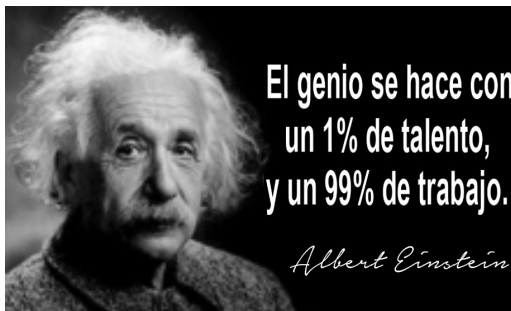 El genio se hace con
un 1% de talento,
y un 99% de trabajo.
Albert Einstein